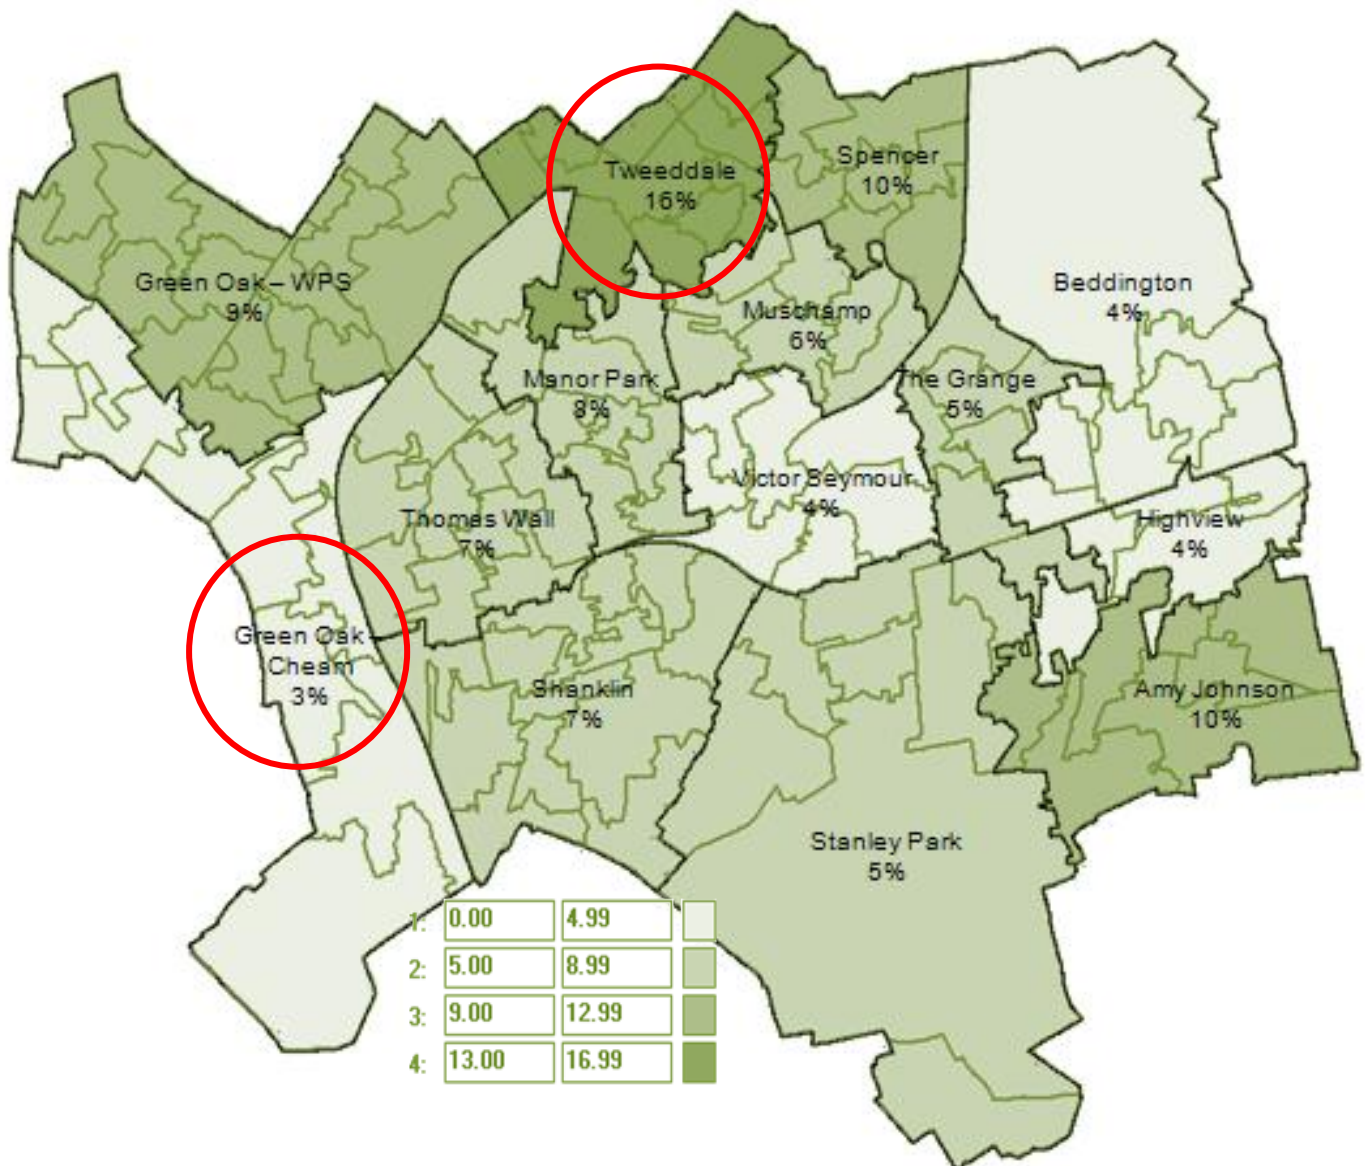 Tweeddale
16%
Spencer
10%
Green Oak – WPS
9%
Beddington
4%
Muschamp
6%
Manor Park
8%
The Grange
5%
Victor Seymour
4%
Thomas Wall
7%
Highview
4%
Green Oak –
Cheam
3%
Shanklin
7%
Amy Johnson
10%
Stanley Park
5%
1: 0.00 4.99
2: 5.00 8.99
3: 9.00 12.99
4: 13.00 16.99